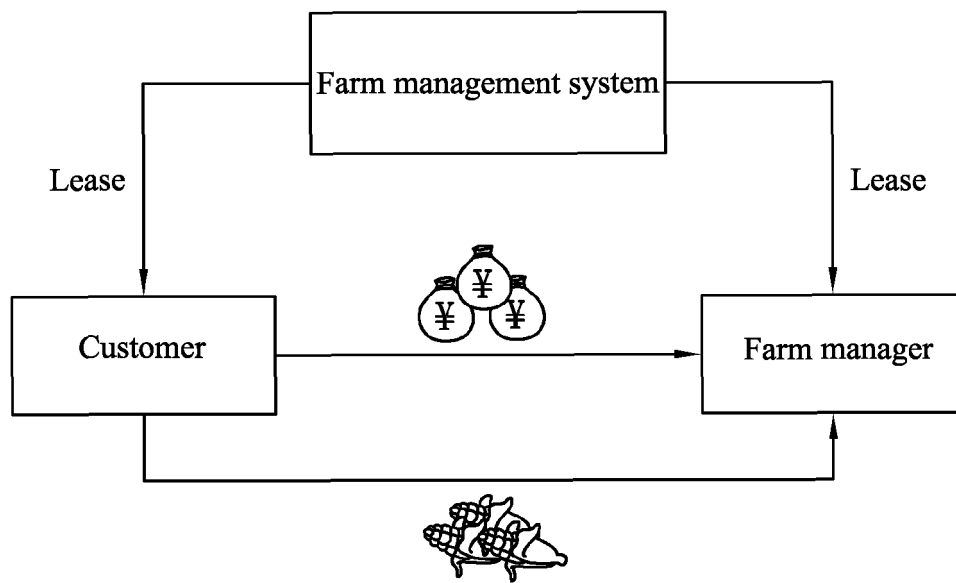 Farm management system
Lease
Lease
¥
¥
¥
Customer
Farm manager